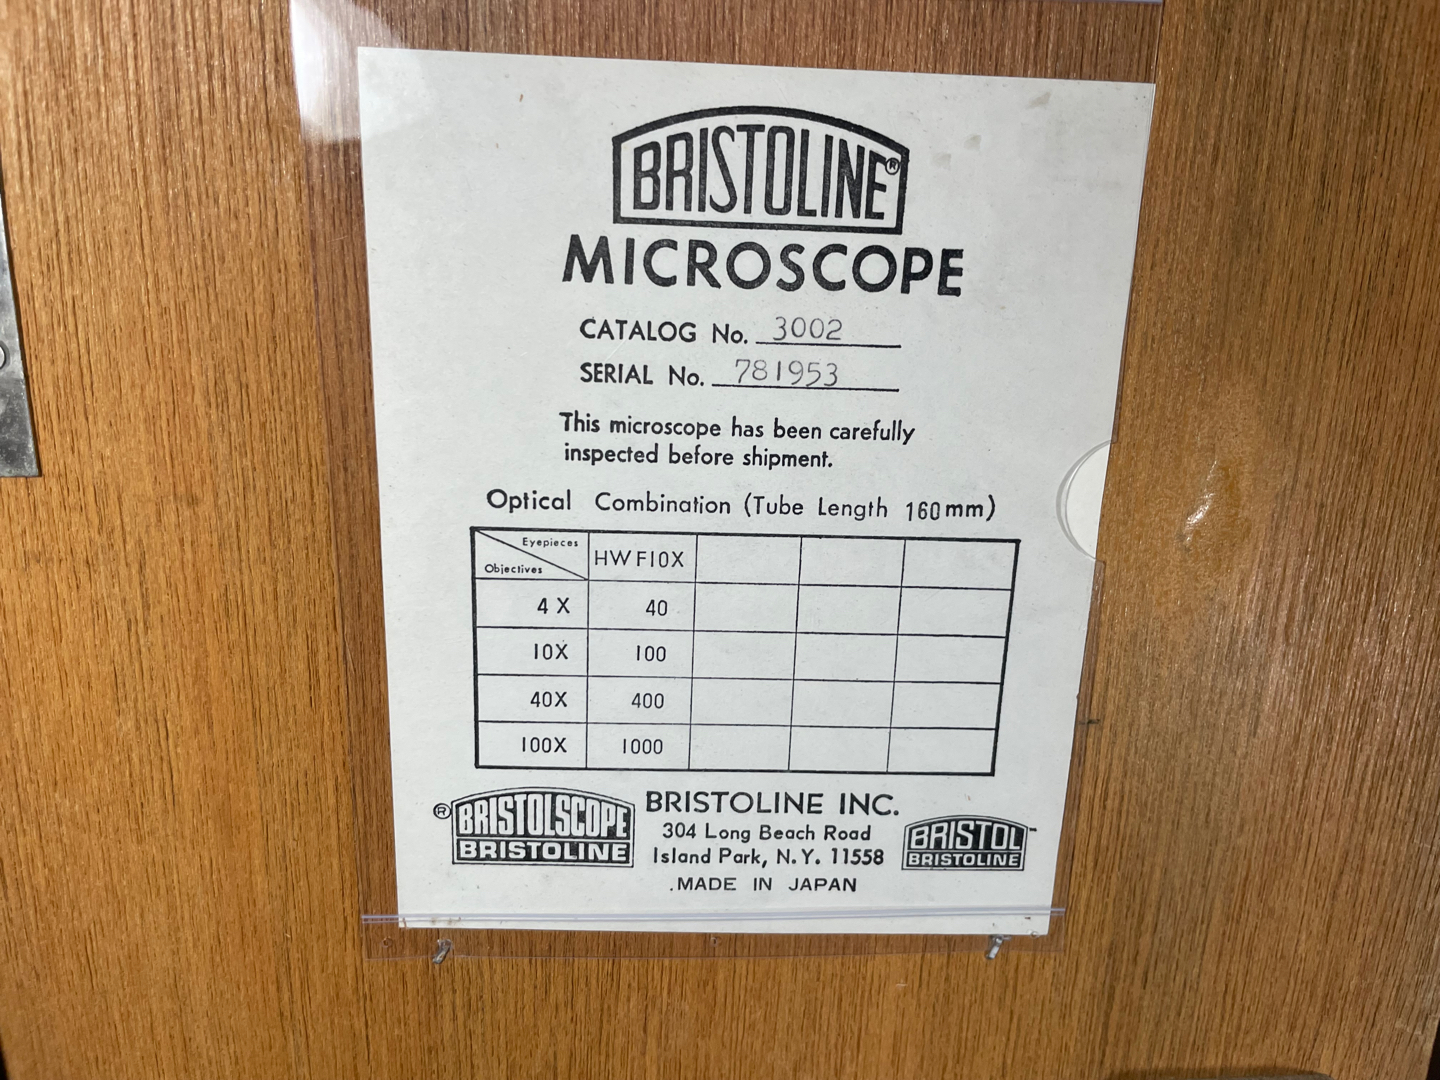 BRISTOLINE®
MICROSCOPE
CATALOG No. 3002
SERIAL No. 781953
This microscope has been carefully
inspected before shipment.
Optical Combination (Tube Length 160mm)
Eyepieces
Objectives
HWF10X
4X 40
10X 100
40X 400
100X 1000
® BRISTOLSCOPE
BRISTOLINE
BRISTOLINE INC.
304 Long Beach Road
Island Park, N.Y. 11558
MADE IN JAPAN
BRISTOL
BRISTOLINE